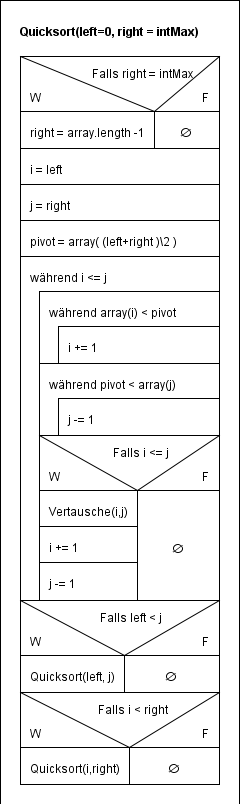 Quicksort(left=0, right = intMax)
Falls right = intMax
W F
right = array.length -1 ∅
i = left
j = right
pivot = array( (left+right )\2 )
während i <= j
während array(i) < pivot
i += 1
während pivot < array(j)
j -= 1
Falls i <= j
W F
Vertausche(i,j)
∅
i += 1
j -= 1
Falls left < j
W F
Quicksort(left, j) ∅
Falls i < right
W F
Quicksort(i,right) ∅